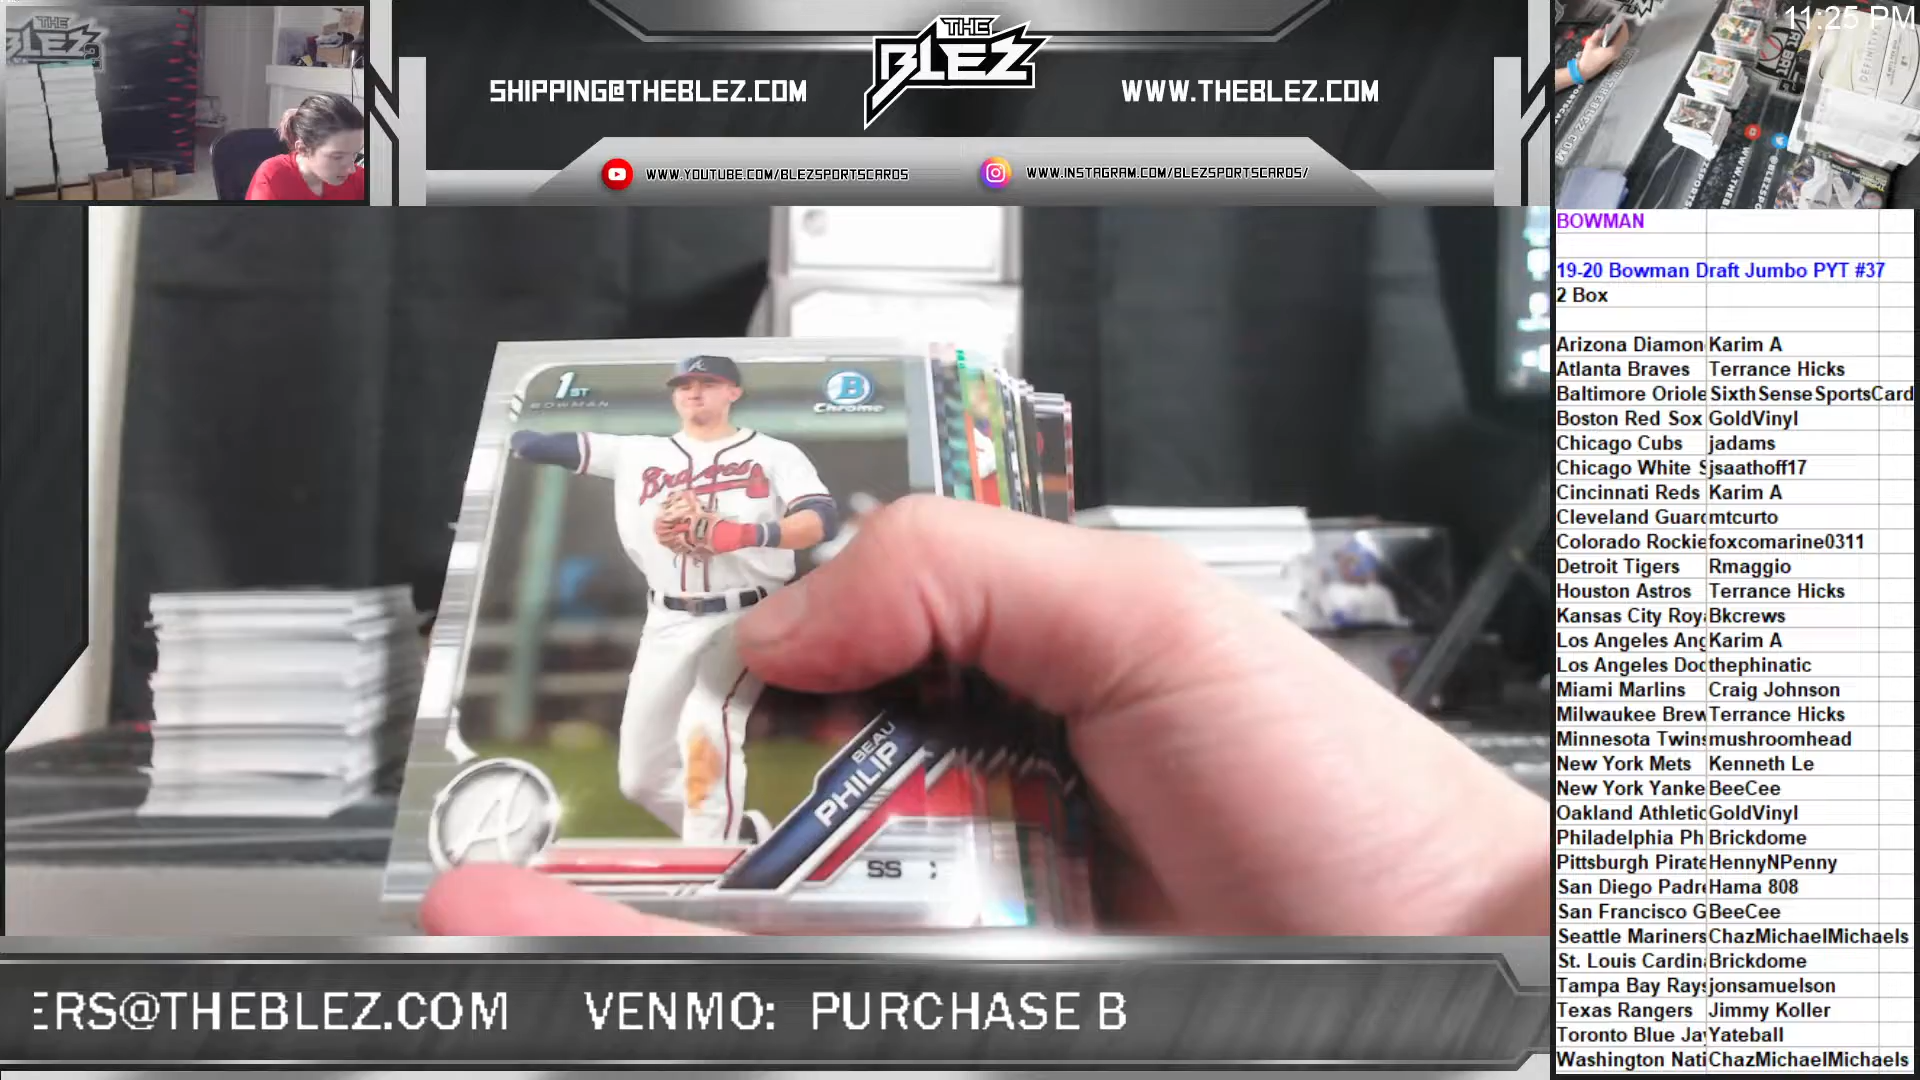 THE
BLEZ
THE
BLEZ
SHIPPING@THEBLEZ.COM
WWW.THEBLEZ.COM
WWW.YOUTUBE.COM/BLEZSPORTSCARDS
WWW.INSTAGRAM.COM/BLEZSPORTSCARDS/
11:25 PM
DEFINITIVE
BOWMAN
19-20 Bowman Draft Jumbo PYT #37
2 Box
Arizona Diamon Karim A
Atlanta Braves Terrance Hicks
Baltimore Oriole SixthSenseSportsCard
Boston Red Sox GoldVinyl
Chicago Cubs jadams
Chicago White S jsaathoff17
Cincinnati Reds Karim A
Cleveland Guard mtcurto
Colorado Rockie foxcomarine0311
Detroit Tigers Rmaggio
Houston Astros Terrance Hicks
Kansas City Roy Bkcrews
Los Angeles Ang Karim A
Los Angeles Dod thephinatic
Miami Marlins Craig Johnson
Milwaukee Brew Terrance Hicks
Minnesota Twins mushroomhead
New York Mets Kenneth Le
New York Yanke BeeCee
Oakland Athletic GoldVinyl
Philadelphia Ph Brickdome
Pittsburgh Pirate HennyNPenny
San Diego Padre Hama 808
San Francisco G BeeCee
Seattle Mariners ChazMichaelMichaels
St. Louis Cardin Brickdome
Tampa Bay Rays jonsamuelson
Texas Rangers Jimmy Koller
Toronto Blue Jay Yateball
Washington Nati ChazMichaelMichaels
1ST
BOWMAN
B
Chrome
A
Braves
BEAU
PHILIP
A
SS
ERS@THEBLEZ.COM VENMO: PURCHASE B